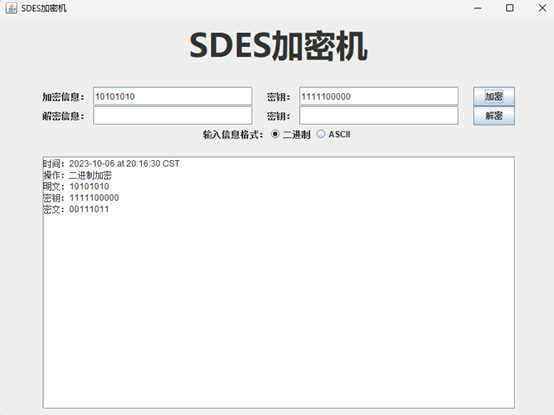 SDES加密机
SDES加密机
加密信息： 10101010 密钥： 1111100000 加密
解密信息： 密钥： 解密
输入信息格式： 二进制 ASCII
时间：2023-10-06 at 20:16:30 CST
操作：二进制加密
明文：10101010
密钥：1111100000
密文：00111011